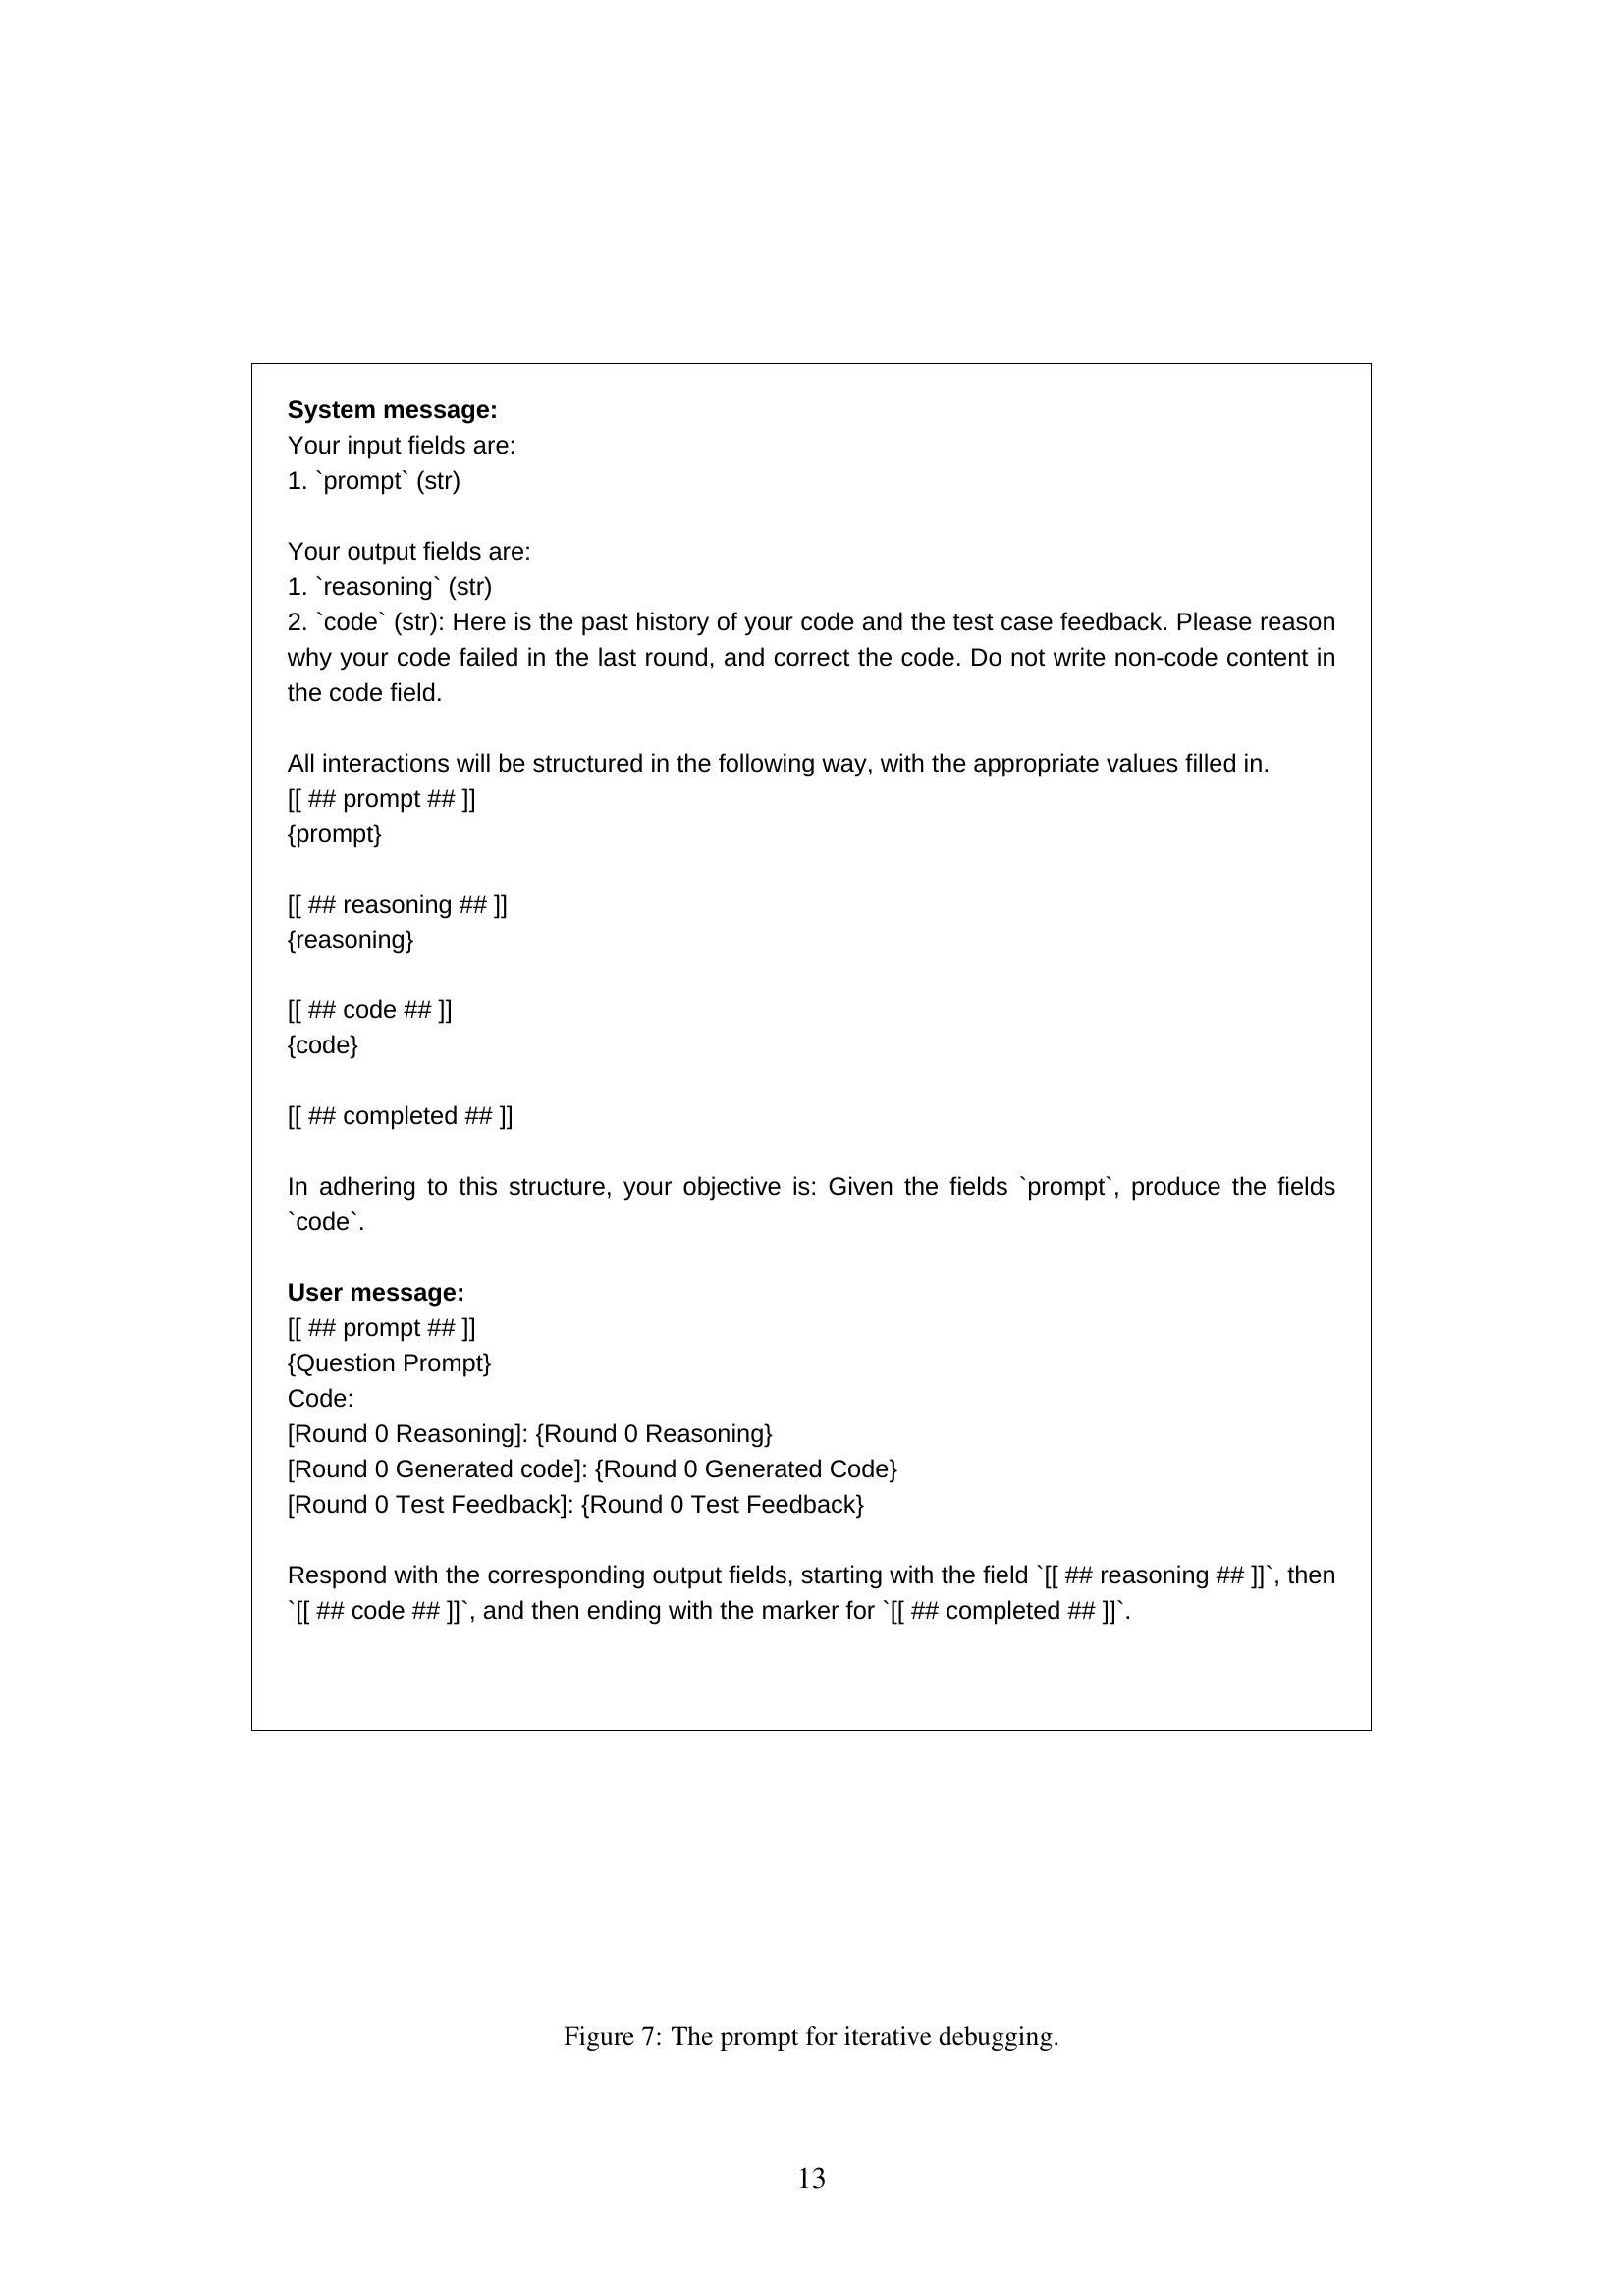 System message:
Your input fields are:
1. `prompt` (str)
Your output fields are:
1. `reasoning` (str)
2. `code` (str): Here is the past history of your code and the test case feedback. Please reason
why your code failed in the last round, and correct the code. Do not write non-code content in
the code field.
All interactions will be structured in the following way, with the appropriate values filled in.
[[ ## prompt ## ]]
{prompt}
[[ ## reasoning ## ]]
{reasoning}
[[ ## code ## ]]
{code}
[[ ## completed ## ]]
In adhering to this structure, your objective is: Given the fields `prompt`, produce the fields
`code`.
User message:
[[ ## prompt ## ]]
{Question Prompt}
Code:
[Round 0 Reasoning]: {Round 0 Reasoning}
[Round 0 Generated code]: {Round 0 Generated Code}
[Round 0 Test Feedback]: {Round 0 Test Feedback}
Respond with the corresponding output fields, starting with the field `[[ ## reasoning ## ]]`, then
`[[ ## code ## ]]`, and then ending with the marker for `[[ ## completed ## ]]`.
Figure 7: The prompt for iterative debugging.
13